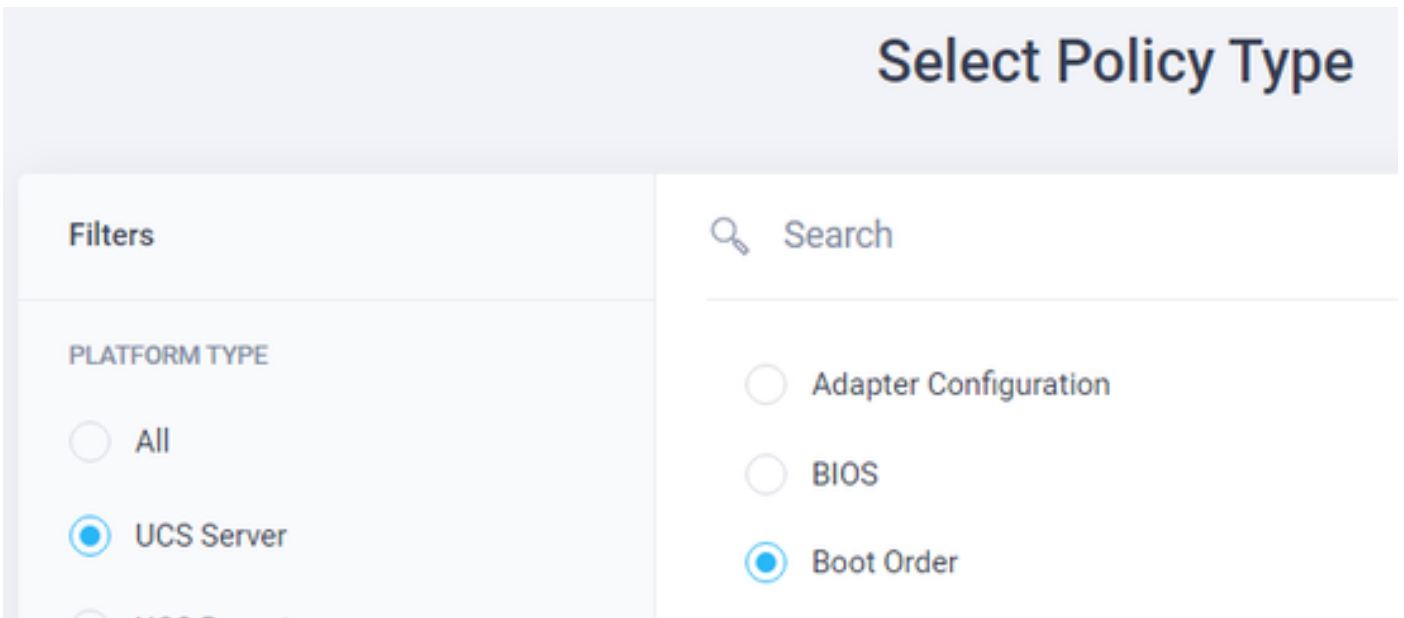 Select Policy Type
Filters
Search
PLATFORM TYPE
All
UCS Server
Adapter Configuration
BIOS
Boot Order